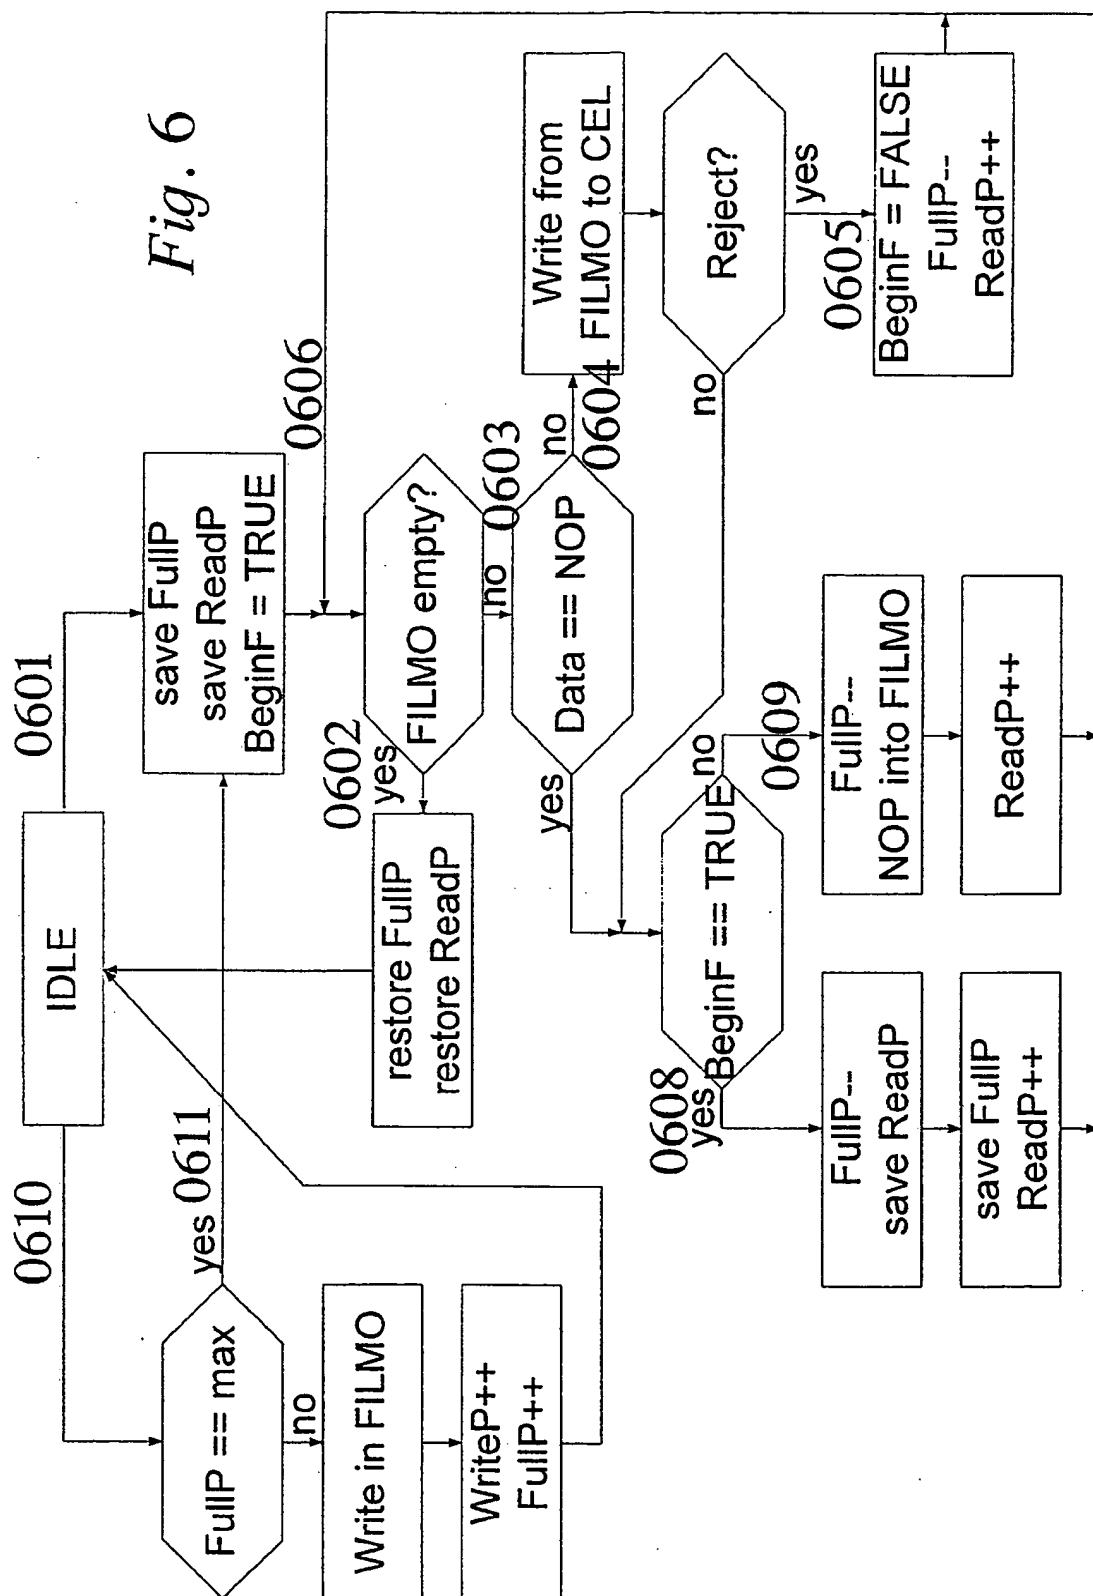 Fig. 6
IDLE
0610
0601
FullP == max
yes
0611
no
Write in FILMO
WriteP++
FullP++
save FullP
save ReadP
BeginF = TRUE
0606
FILMO empty?
0602
yes
restore FullP
restore ReadP
no
0603
Data == NOP
yes
no
0604
Write from
FILMO to CEL
Reject?
no
yes
0605
BeginF = FALSE
FullP--
ReadP++
BeginF == TRUE
0608
yes
no
0609
FullP--
save ReadP
save FullP
ReadP++
FullP--
NOP into FILMO
ReadP++